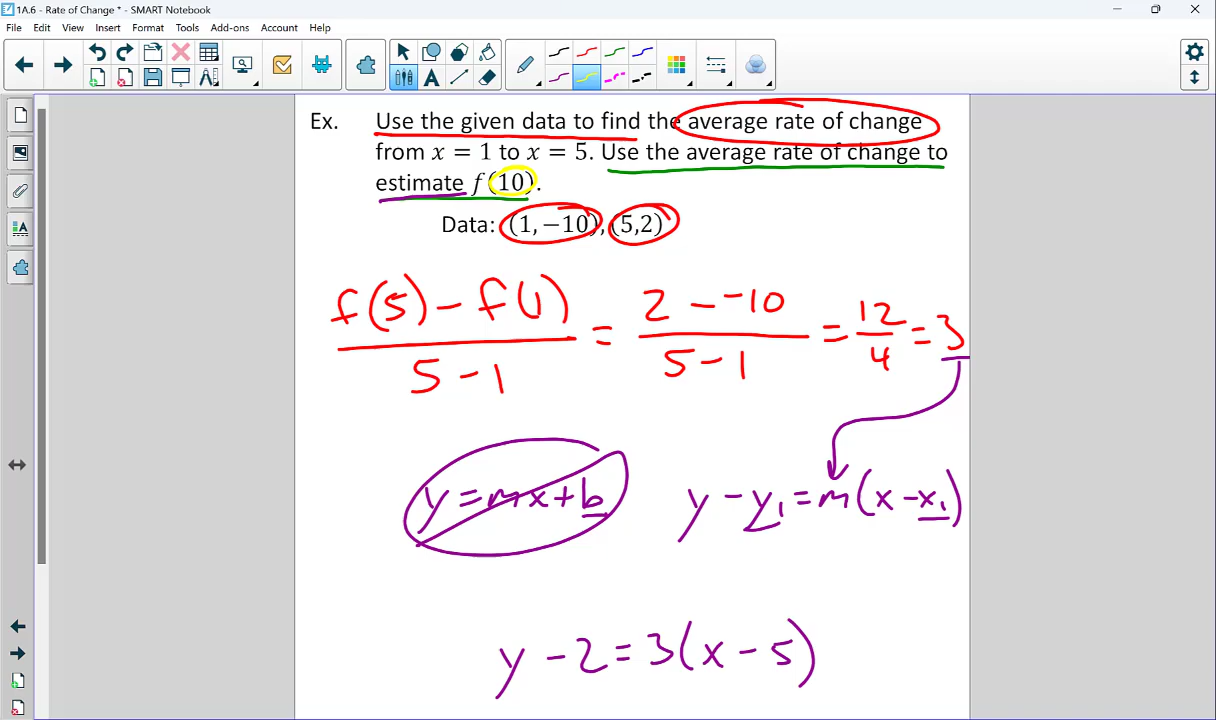 1A.6 - Rate of Change * - SMART Notebook
File Edit View Insert Format Tools Add-ons Account Help
Ex. Use the given data to find the average rate of change
from x = 1 to x = 5. Use the average rate of change to
estimate f(10).
Data: (1, −10), (5,2)
f(5) − f(1) / 5 − 1 = 2 − −10 / 5 − 1 = 12/4 = 3
y = mx + b y − y₁ = m(x − x₁)
y − 2 = 3(x − 5)